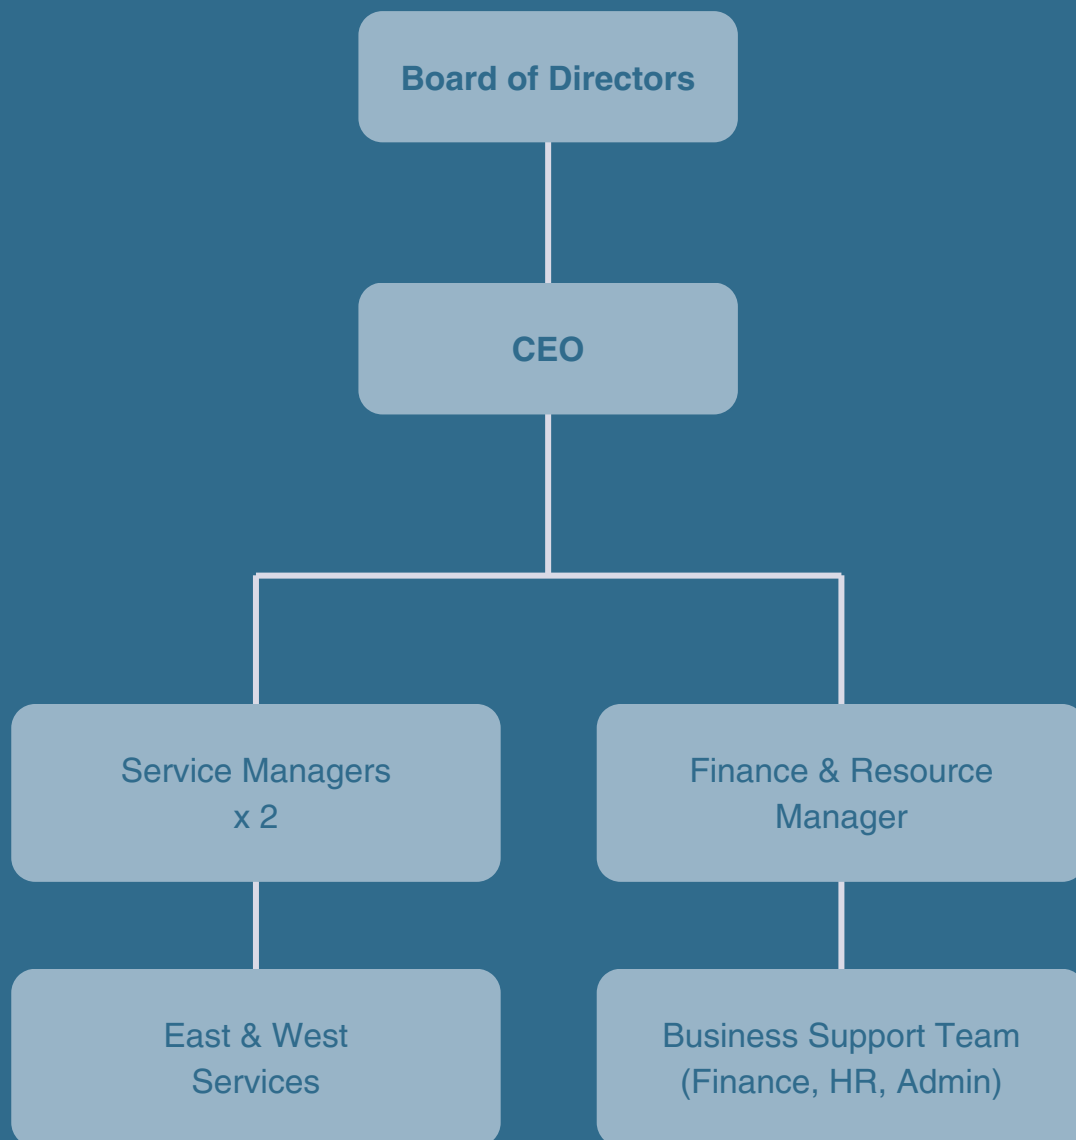 Board of Directors
CEO
Service Managers
x 2
Finance & Resource
Manager
East & West
Services
Business Support Team
(Finance, HR, Admin)